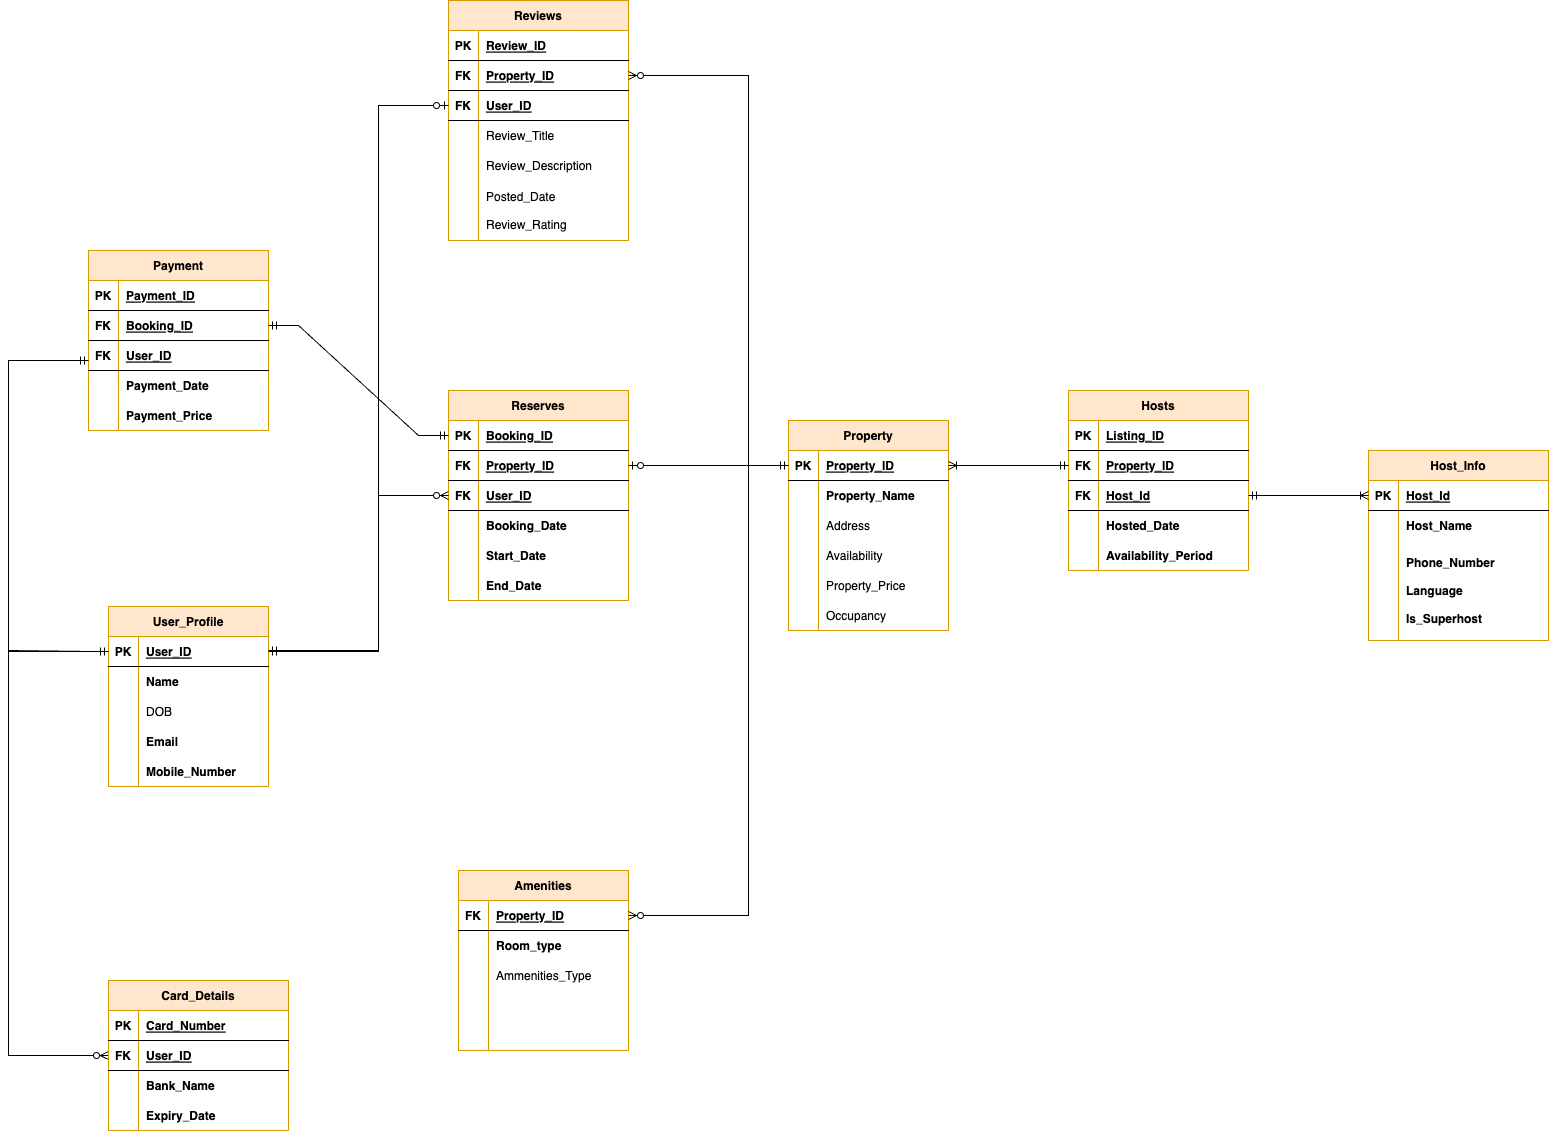 Reviews
PK Review_ID
FK Property_ID
FK User_ID
Review_Title
Review_Description
Posted_Date
Review_Rating
Payment
PK Payment_ID
FK Booking_ID
FK User_ID
Payment_Date
Payment_Price
Reserves
PK Booking_ID
FK Property_ID
FK User_ID
Booking_Date
Start_Date
End_Date
Property
PK Property_ID
Property_Name
Address
Availability
Property_Price
Occupancy
Hosts
PK Listing_ID
FK Property_ID
FK Host_Id
Hosted_Date
Availability_Period
Host_Info
PK Host_Id
Host_Name
Phone_Number
Language
Is_Superhost
User_Profile
PK User_ID
Name
DOB
Email
Mobile_Number
Amenities
FK Property_ID
Room_type
Ammenities_Type
Card_Details
PK Card_Number
FK User_ID
Bank_Name
Expiry_Date